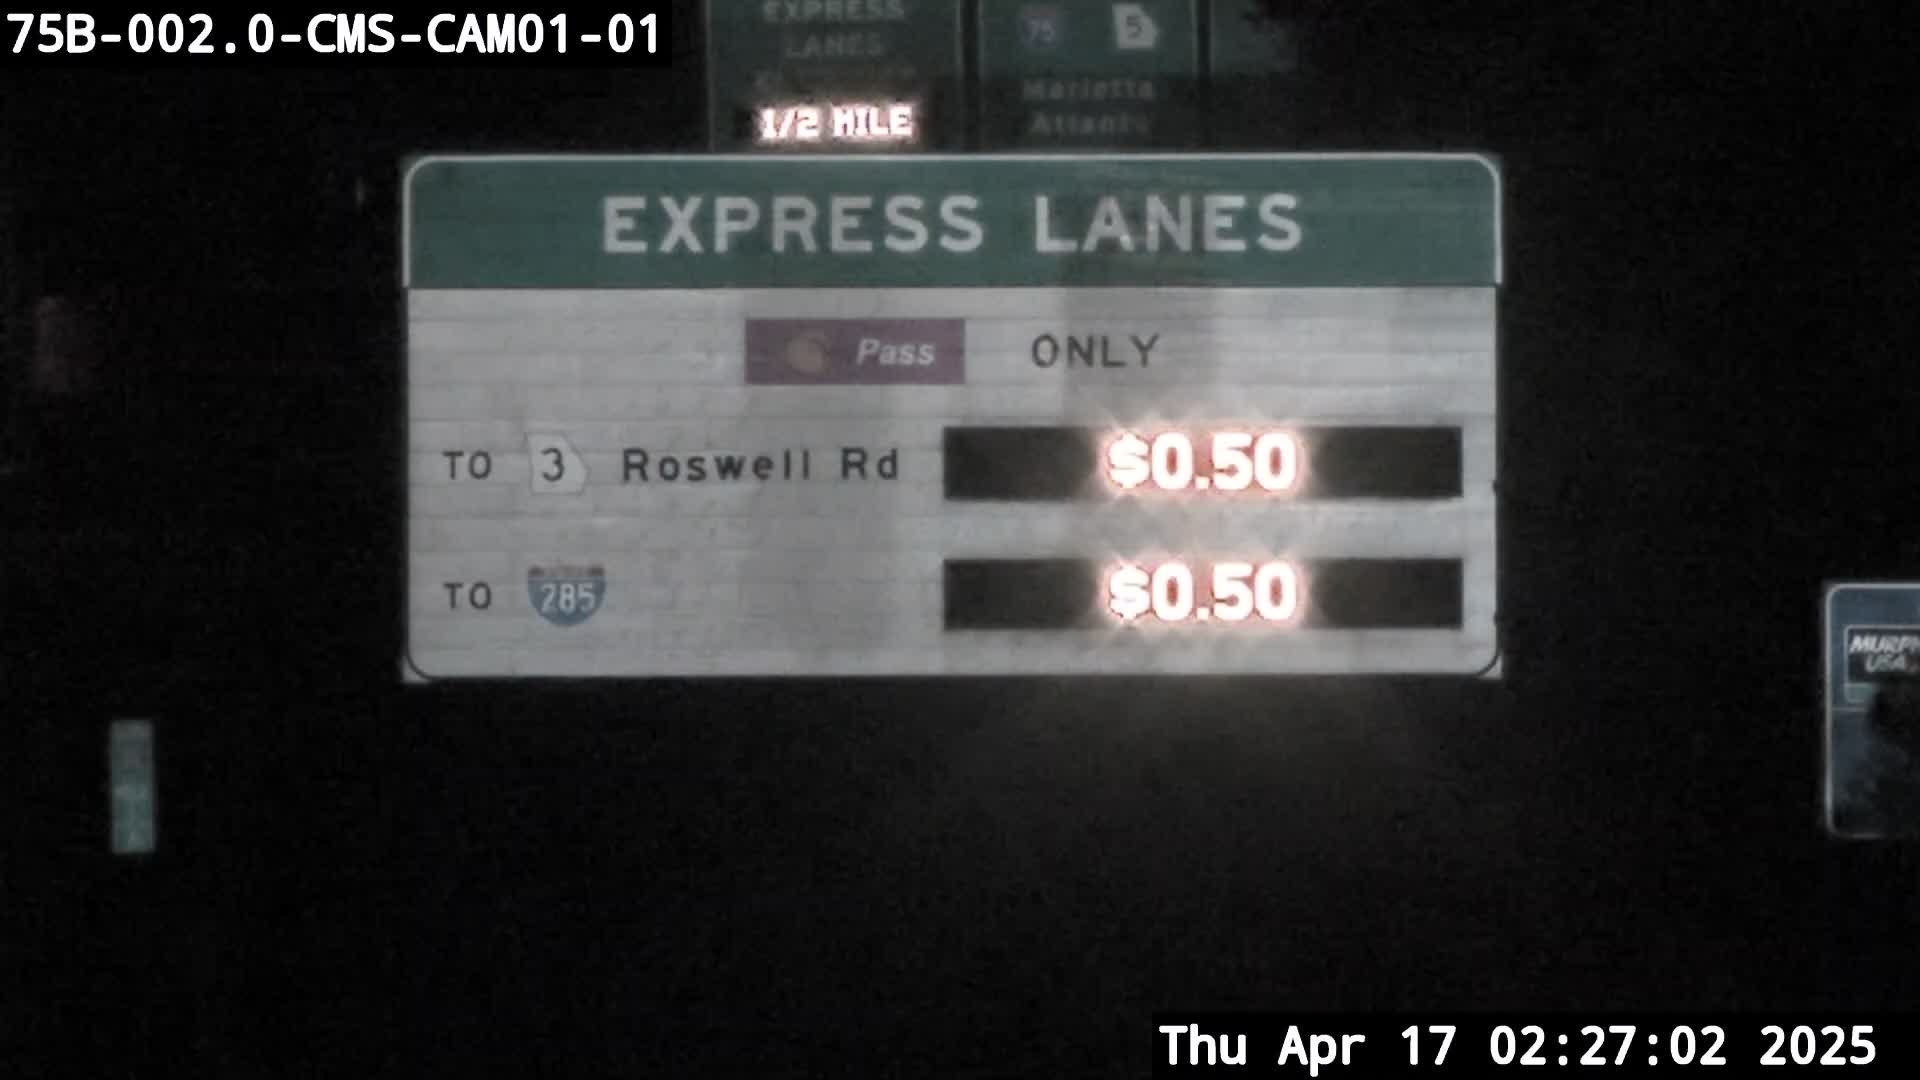 75B-002.0-CMS-CAM01-01
EXPRESS
LANES
1/2 MILE
75 5
Marietta
Atlanta
EXPRESS LANES
Pass ONLY
TO 3 Roswell Rd $0.50
TO 285 $0.50
USA
Thu Apr 17 02:27:02 2025